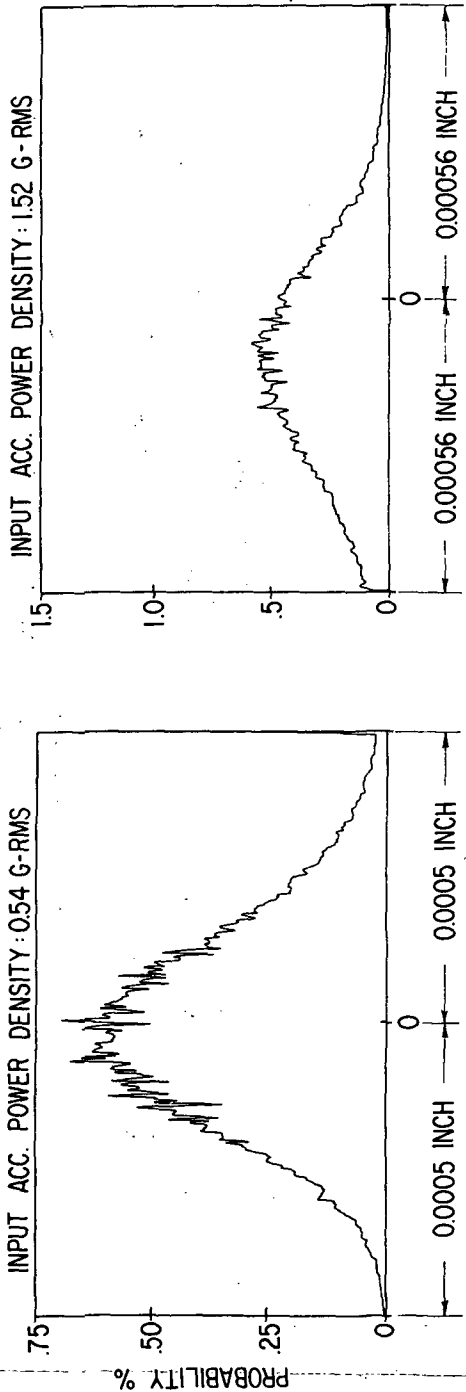 INPUT ACC. POWER DENSITY : 0.54 G-RMS
.75
.50
.25
0
PROBABILITY %
0
0.0005 INCH
0.0005 INCH
INPUT ACC. POWER DENSITY : 1.52 G-RMS
1.5
1.0
.5
0
0
0.00056 INCH
0.00056 INCH